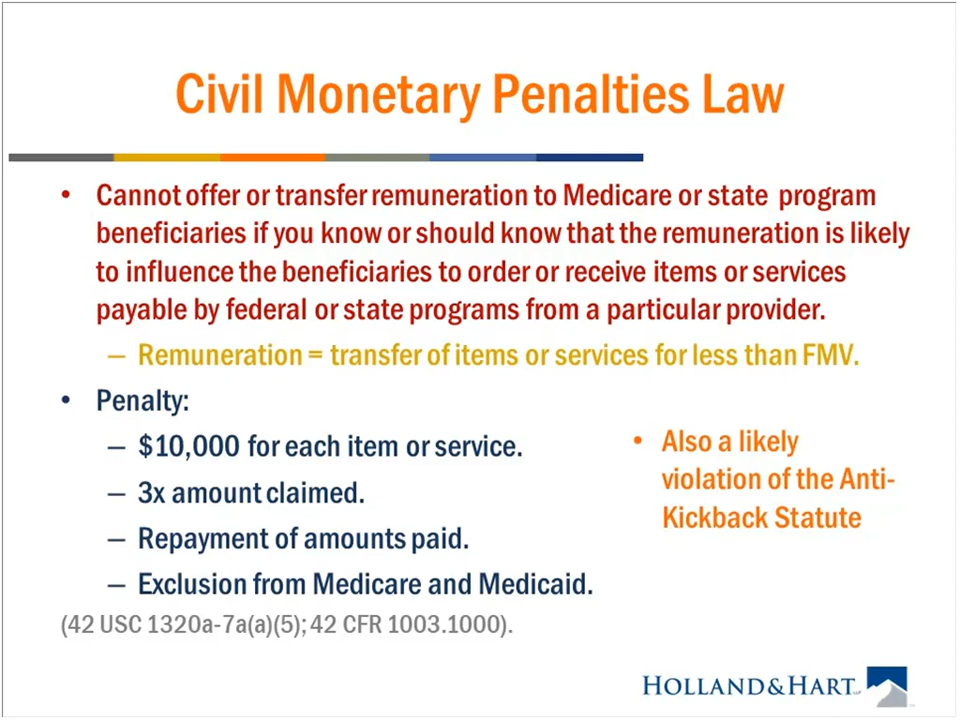 Civil Monetary Penalties Law
• Cannot offer or transfer remuneration to Medicare or state program
beneficiaries if you know or should know that the remuneration is likely
to influence the beneficiaries to order or receive items or services
payable by federal or state programs from a particular provider.
– Remuneration = transfer of items or services for less than FMV.
• Penalty:
– $10,000 for each item or service.
– 3x amount claimed.
– Repayment of amounts paid.
– Exclusion from Medicare and Medicaid.
• Also a likely
violation of the Anti-
Kickback Statute
(42 USC 1320a-7a(a)(5); 42 CFR 1003.1000).
HOLLAND & HART